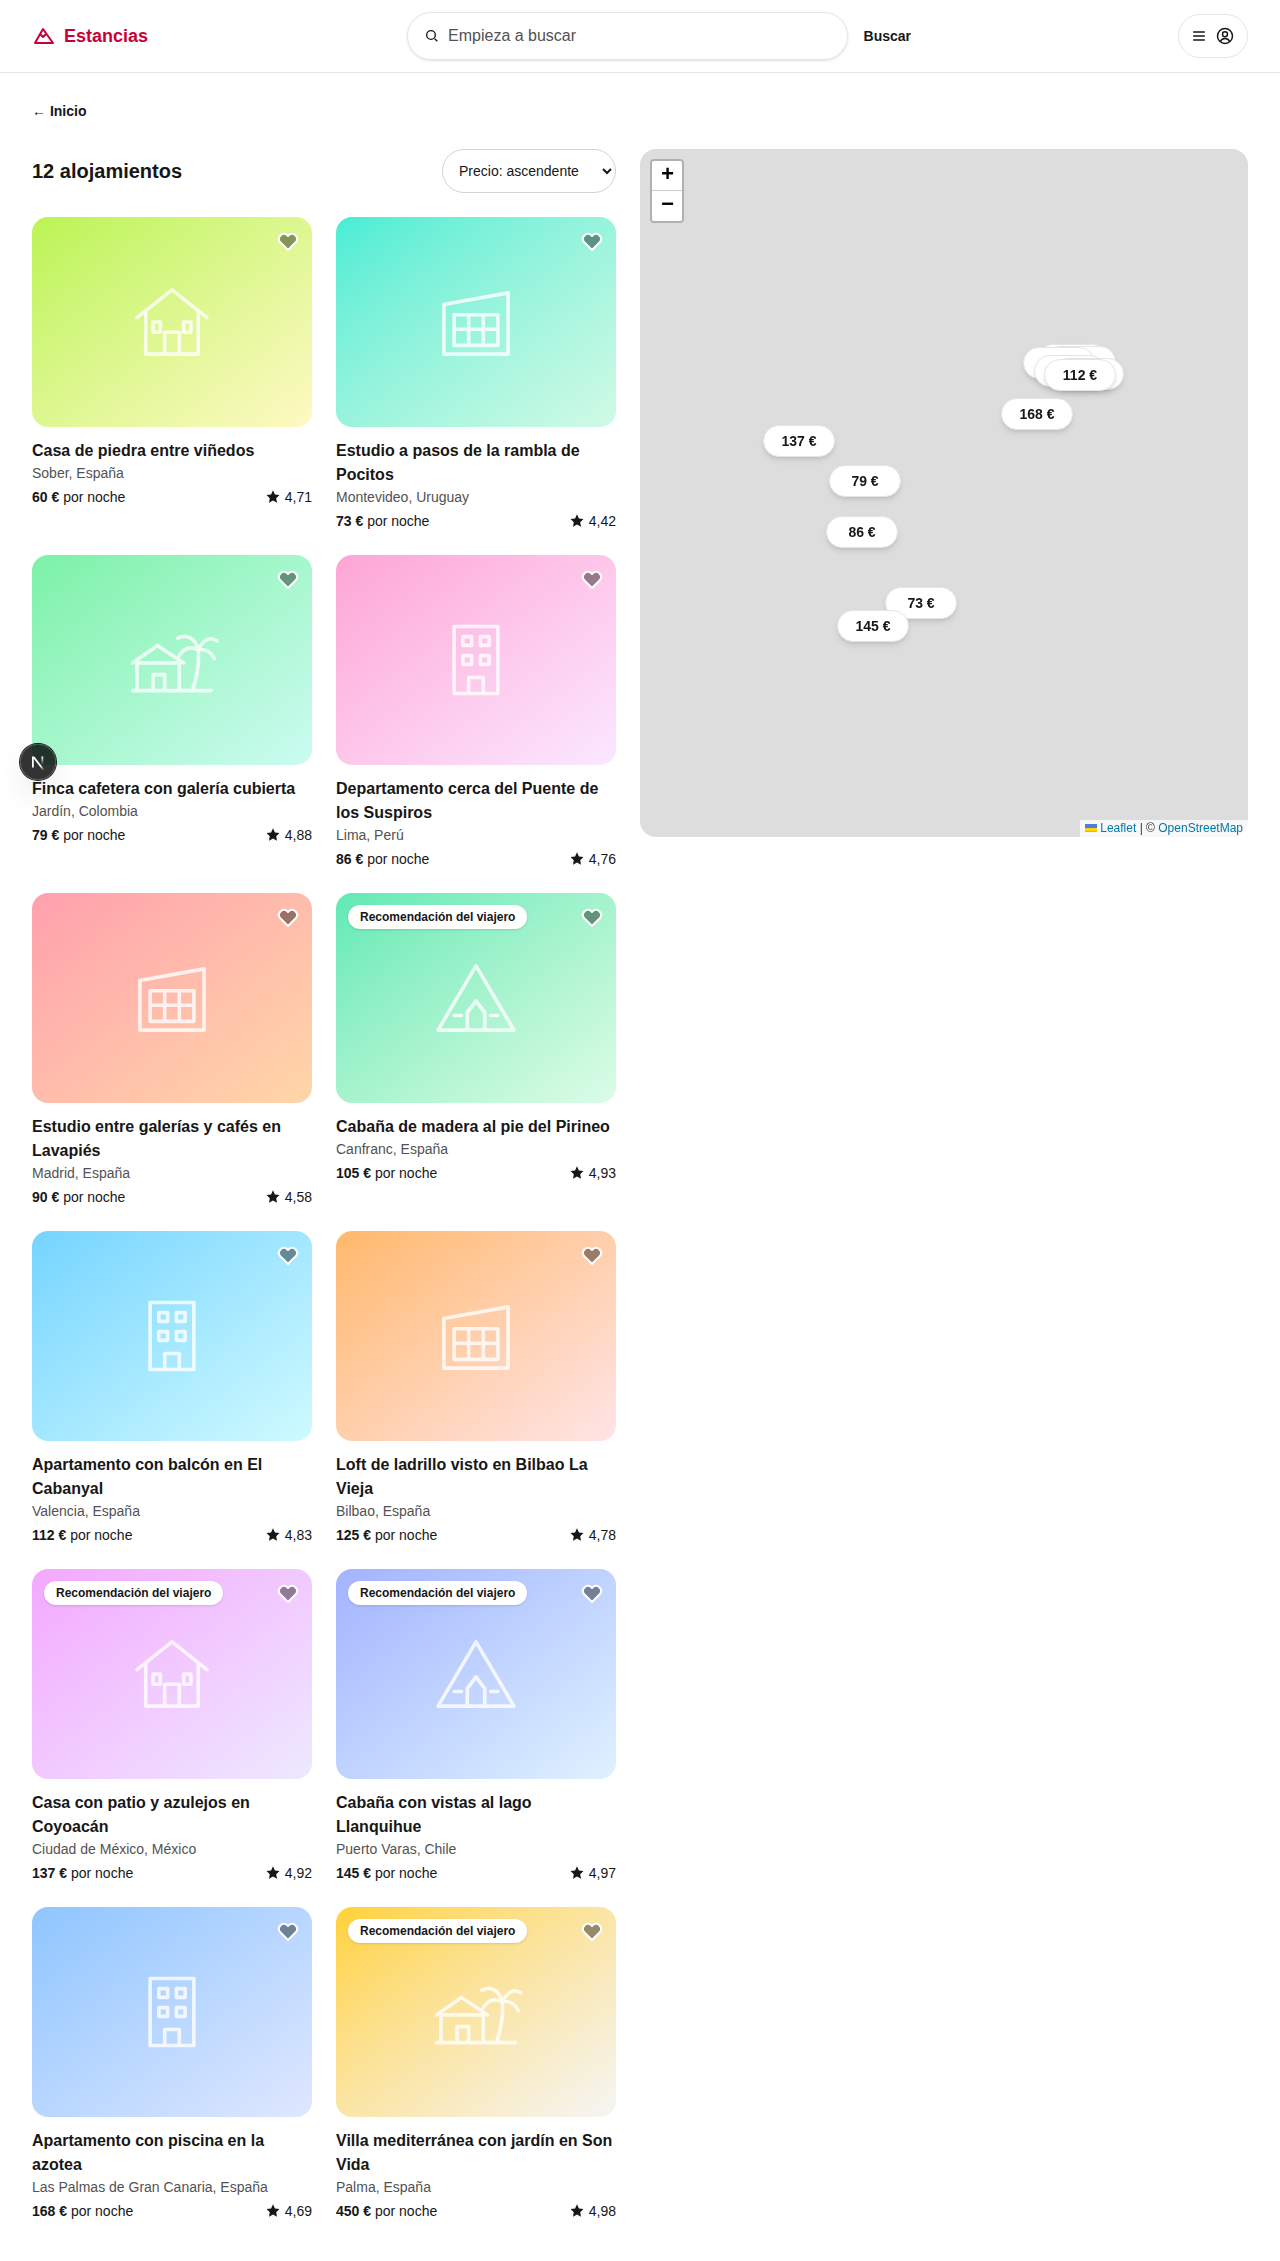 Estancias
Empieza a buscar
Buscar
← Inicio
12 alojamientos
Precio: ascendente
Casa de piedra entre viñedos
Sober, España
60 € por noche
4,71
Estudio a pasos de la rambla de
Pocitos
Montevideo, Uruguay
73 € por noche
4,42
Finca cafetera con galería cubierta
Jardín, Colombia
79 € por noche
4,88
Departamento cerca del Puente de
los Suspiros
Lima, Perú
86 € por noche
4,76
Estudio entre galerías y cafés en
Lavapiés
Madrid, España
90 € por noche
4,58
Recomendación del viajero
Cabaña de madera al pie del Pirineo
Canfranc, España
105 € por noche
4,93
Apartamento con balcón en El
Cabanyal
Valencia, España
112 € por noche
4,83
Loft de ladrillo visto en Bilbao La
Vieja
Bilbao, España
125 € por noche
4,78
Recomendación del viajero
Casa con patio y azulejos en
Coyoacán
Ciudad de México, México
137 € por noche
4,92
Recomendación del viajero
Cabaña con vistas al lago
Llanquihue
Puerto Varas, Chile
145 € por noche
4,97
Apartamento con piscina en la
azotea
Las Palmas de Gran Canaria, España
168 € por noche
4,69
Recomendación del viajero
Villa mediterránea con jardín en Son
Vida
Palma, España
450 € por noche
4,98
+
−
112 €
168 €
137 €
79 €
86 €
73 €
145 €
Leaflet | © OpenStreetMap